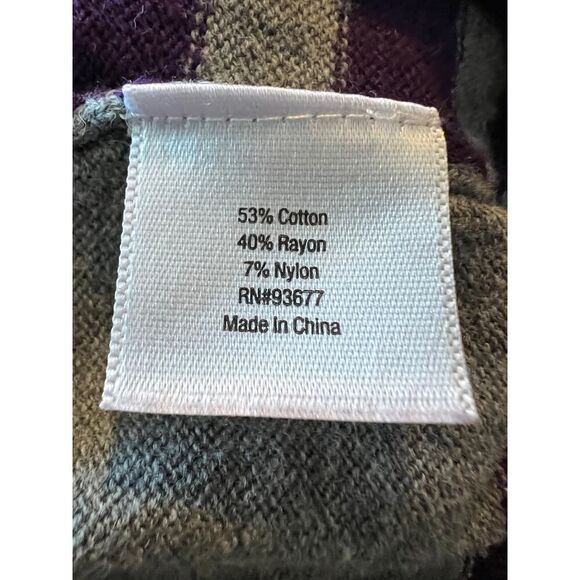 53% Cotton
40% Rayon
7% Nylon
RN#93677
Made In China